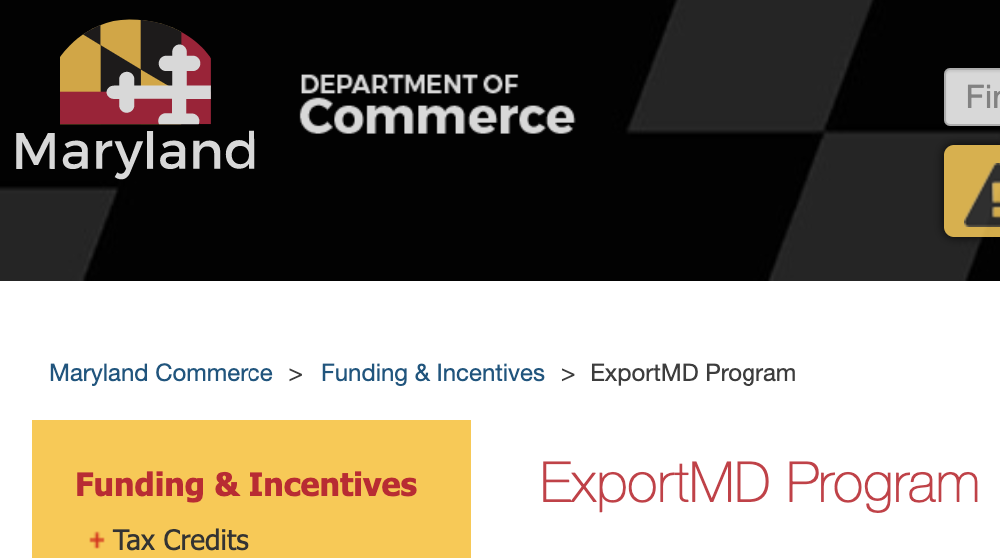 Maryland
DEPARTMENT OF
Commerce
Maryland Commerce > Funding & Incentives > ExportMD Program
Funding & Incentives
+ Tax Credits
ExportMD Program